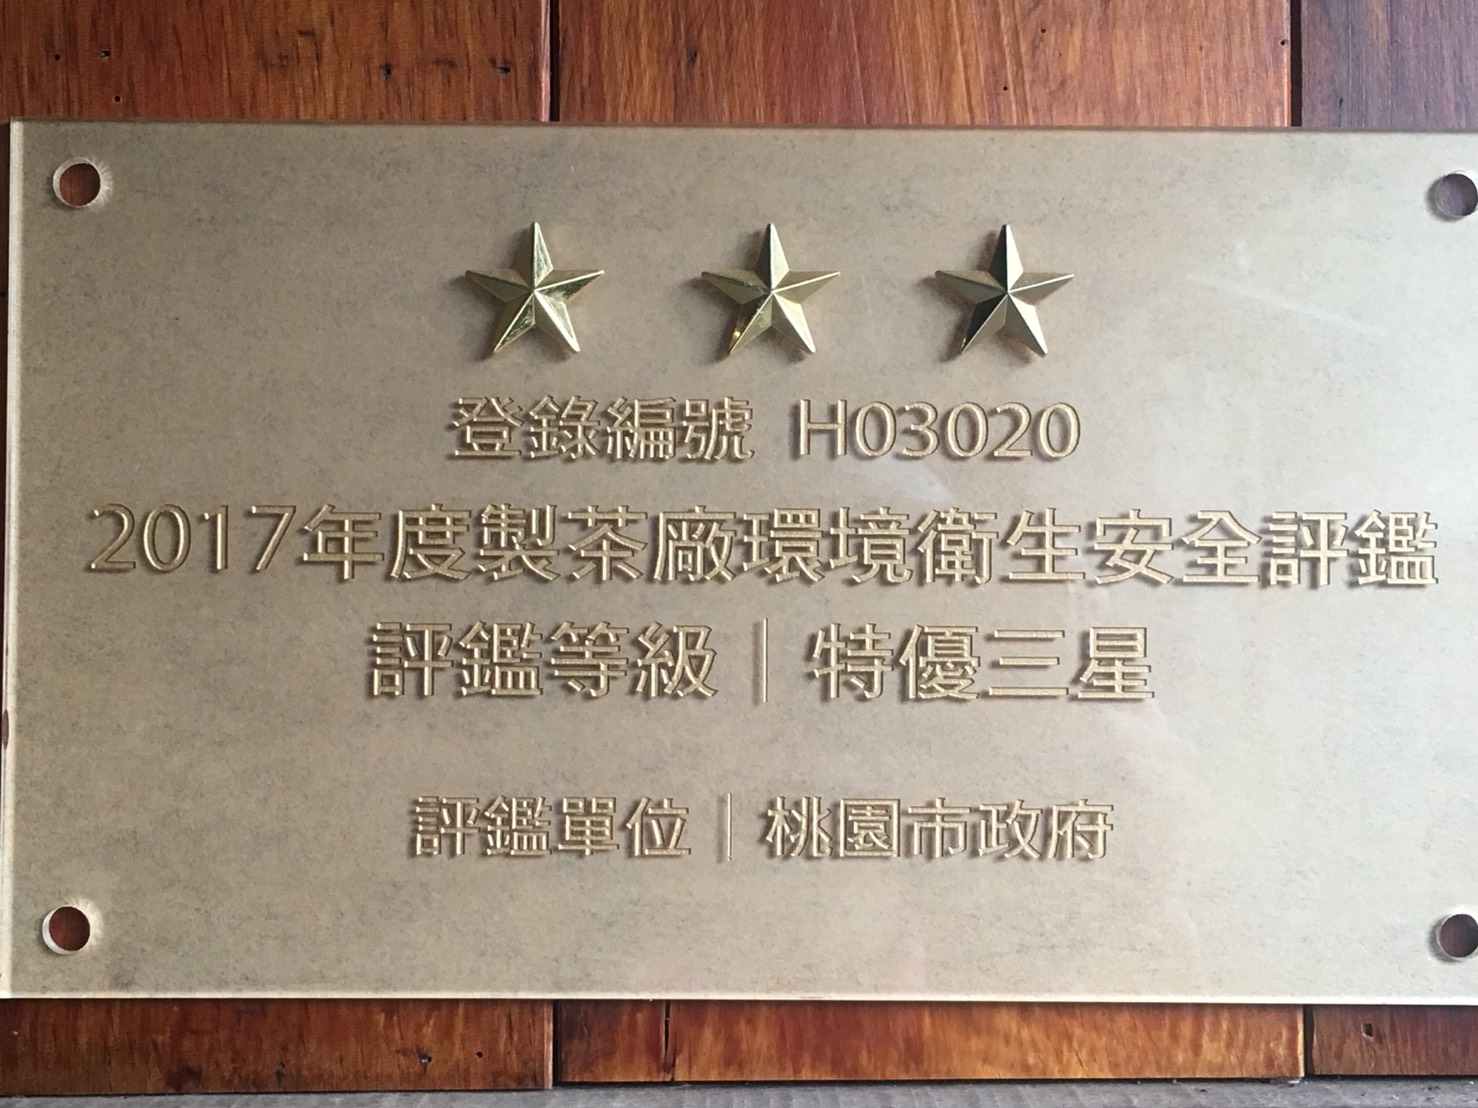 登錄編號 H03020
2017年度製茶廠環境衛生安全評鑑
評鑑等級｜特優三星
評鑑單位｜桃園市政府